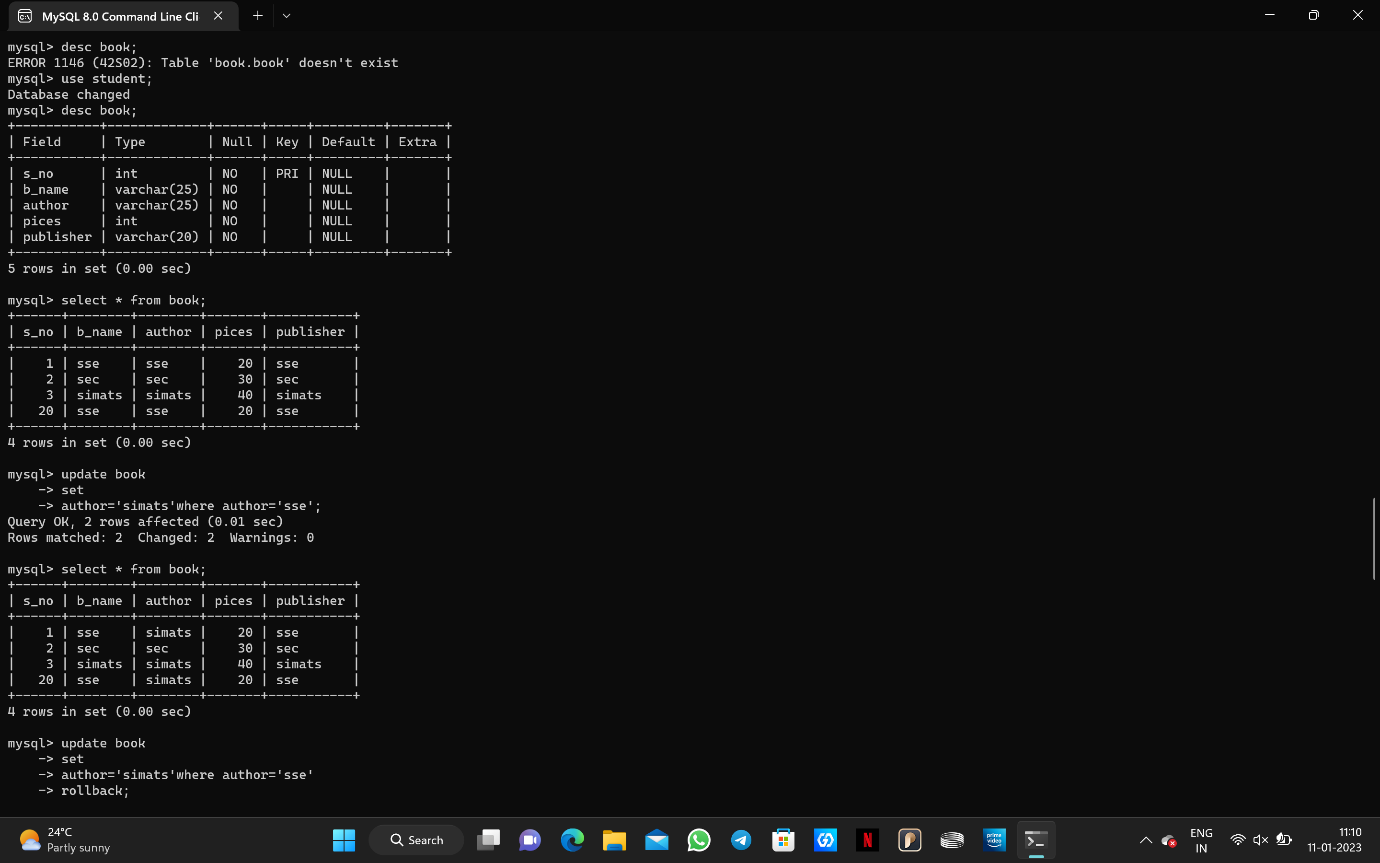 MySQL 8.0 Command Line Cli
mysql> desc book;
ERROR 1146 (42S02): Table 'book.book' doesn't exist
mysql> use student;
Database changed
mysql> desc book;
+-----------+-------------+------+-----+---------+-------+
| Field     | Type        | Null | Key | Default | Extra |
+-----------+-------------+------+-----+---------+-------+
| s_no      | int         | NO   | PRI | NULL    |       |
| b_name    | varchar(25) | NO   |     | NULL    |       |
| author    | varchar(25) | NO   |     | NULL    |       |
| pices     | int         | NO   |     | NULL    |       |
| publisher | varchar(20) | NO   |     | NULL    |       |
+-----------+-------------+------+-----+---------+-------+
5 rows in set (0.00 sec)
mysql> select * from book;
+------+--------+--------+-------+-----------+
| s_no | b_name | author | pices | publisher |
+------+--------+--------+-------+-----------+
|    1 | sse    | sse    |    20 | sse       |
|    2 | sec    | sec    |    30 | sec       |
|    3 | simats | simats |    40 | simats    |
|   20 | sse    | sse    |    20 | sse       |
+------+--------+--------+-------+-----------+
4 rows in set (0.00 sec)
mysql> update book
    -> set
    -> author='simats'where author='sse';
Query OK, 2 rows affected (0.01 sec)
Rows matched: 2  Changed: 2  Warnings: 0
mysql> select * from book;
+------+--------+--------+-------+-----------+
| s_no | b_name | author | pices | publisher |
+------+--------+--------+-------+-----------+
|    1 | sse    | simats |    20 | sse       |
|    2 | sec    | sec    |    30 | sec       |
|    3 | simats | simats |    40 | simats    |
|   20 | sse    | simats |    20 | sse       |
+------+--------+--------+-------+-----------+
4 rows in set (0.00 sec)
mysql> update book
    -> set
    -> author='simats'where author='sse'
    -> rollback;
24°C
Partly sunny
Search
N
prime video
ENG
IN
11:10
11-01-2023